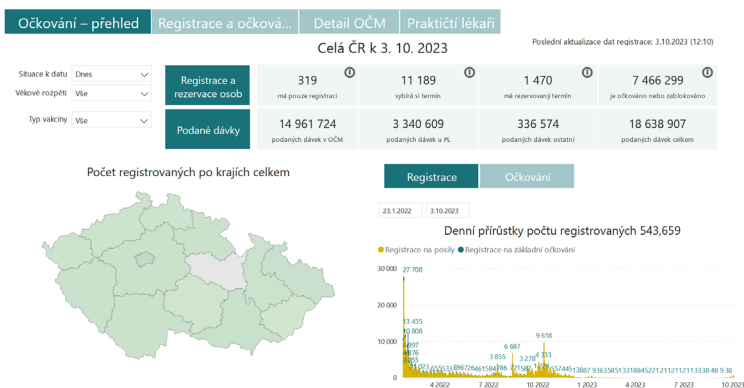 Očkování – přehled
Registrace a očková...
Detail OČM
Praktičtí lékaři
Celá ČR k 3. 10. 2023
Poslední aktualizace dat registrace: 3.10.2023 (12:10)
Situace k datu Dnes
Věkové rozpětí Vše
Typ vakcíny Vše
Registrace a rezervace osob
319
má pouze registraci
11 189
vybírá si termín
1 470
má rezervovaný termín
7 466 299
je očkováno nebo zablokováno
Podané dávky
14 961 724
podaných dávek v OČM
3 340 609
podaných dávek u PL
336 574
podaných dávek ostatní
18 638 907
podaných dávek celkem
Počet registrovaných po krajích celkem
Registrace
Očkování
23.1.2022
3.10.2023
Denní přírůstky počtu registrovaných 543,659
Registrace na posily
Registrace na základní očkování
30 000
20 000
10 000
0
27 708
13 435
10 808
3 855
6 687
3 278
9 618
4 333
4 2022
7 2022
10 2022
1 2023
4 2023
7 2023
10 2023